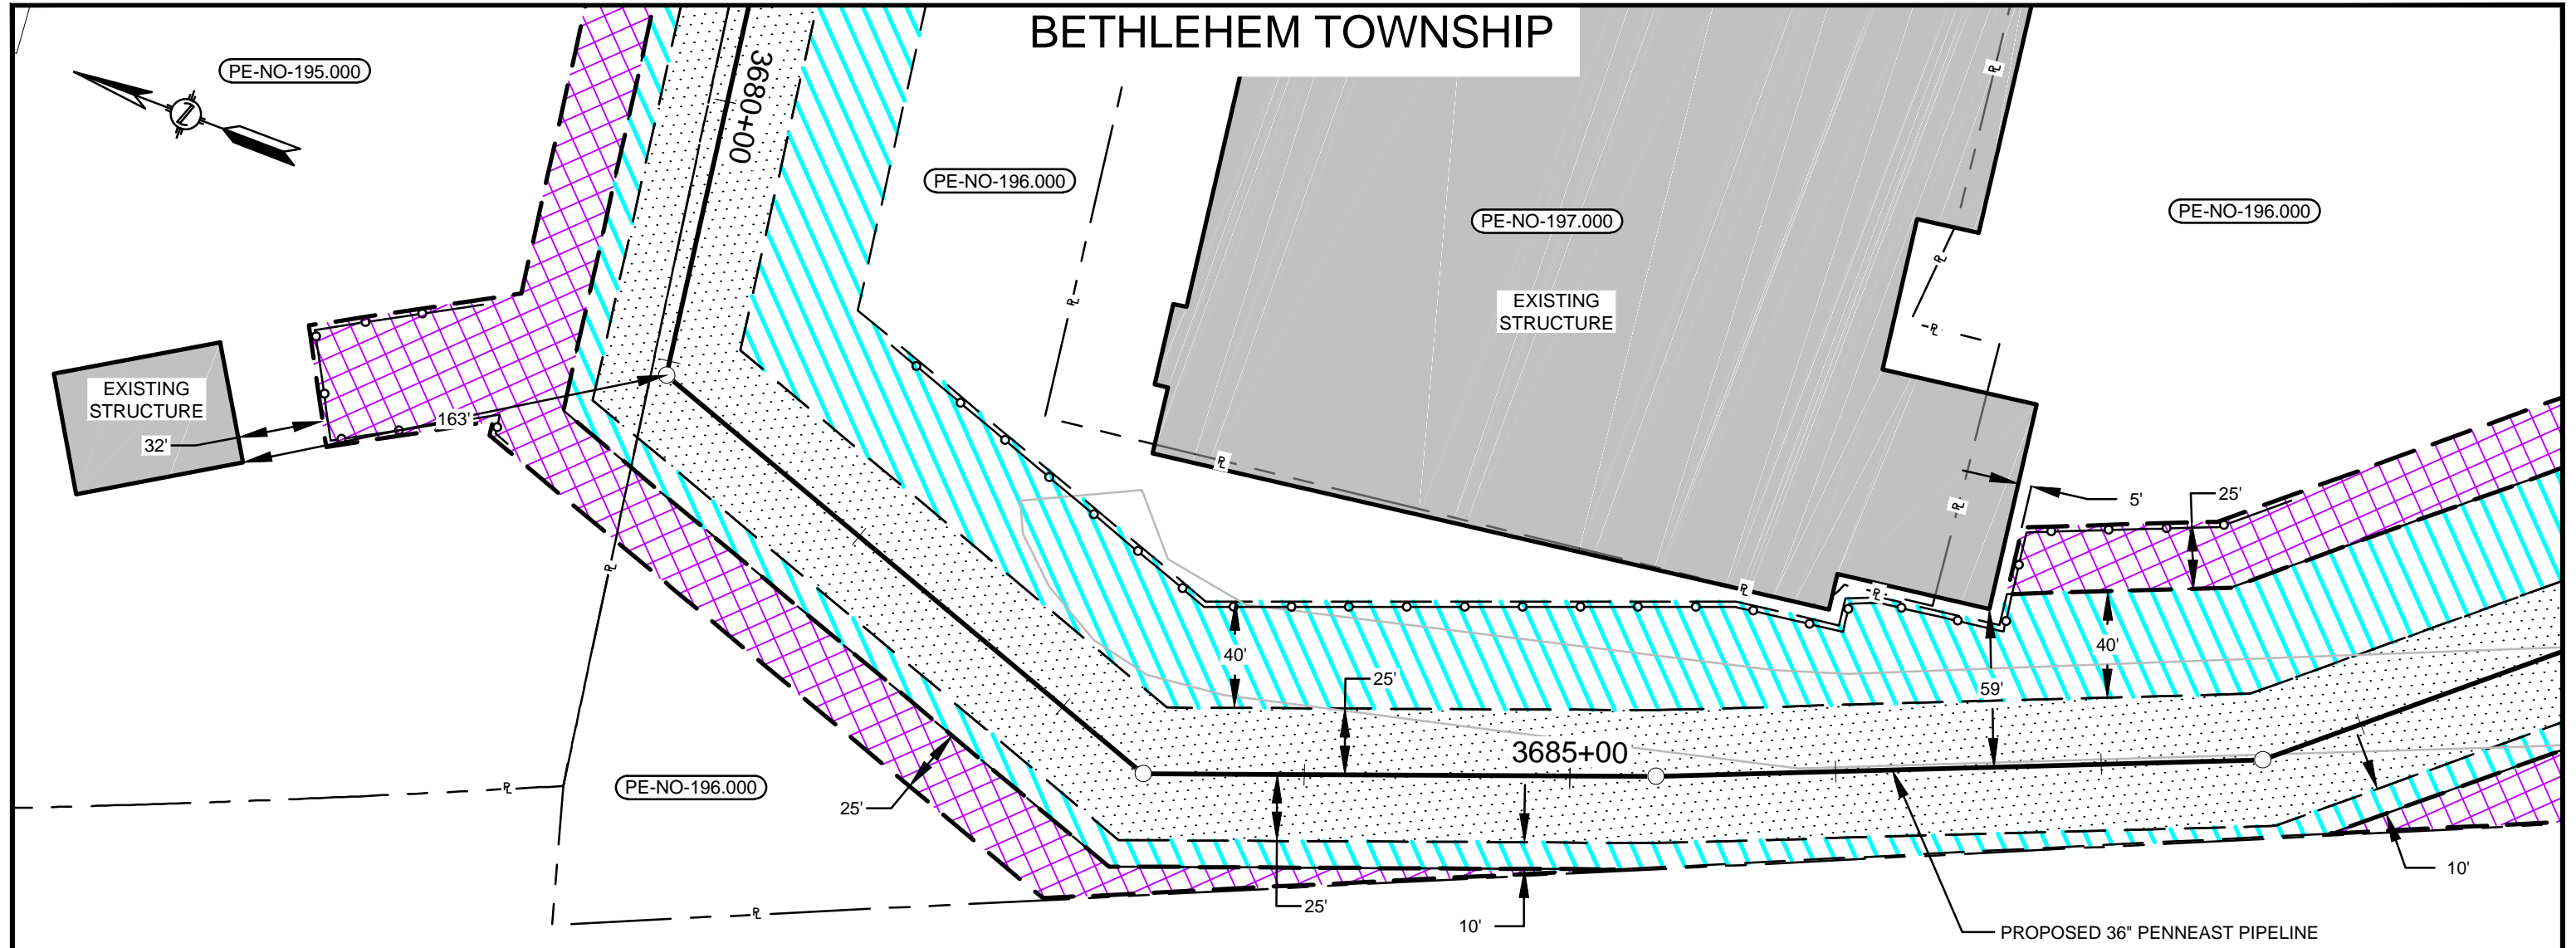 BETHLEHEM TOWNSHIP
PE-NO-195.000
3680+00
PE-NO-196.000
PE-NO-197.000
PE-NO-196.000
EXISTING
STRUCTURE
EXISTING
STRUCTURE
163'
32'
5'
25'
40'
40'
25'
59'
3685+00
PE-NO-196.000
25'
25'
10'
10'
PROPOSED 36" PENNEAST PIPELINE